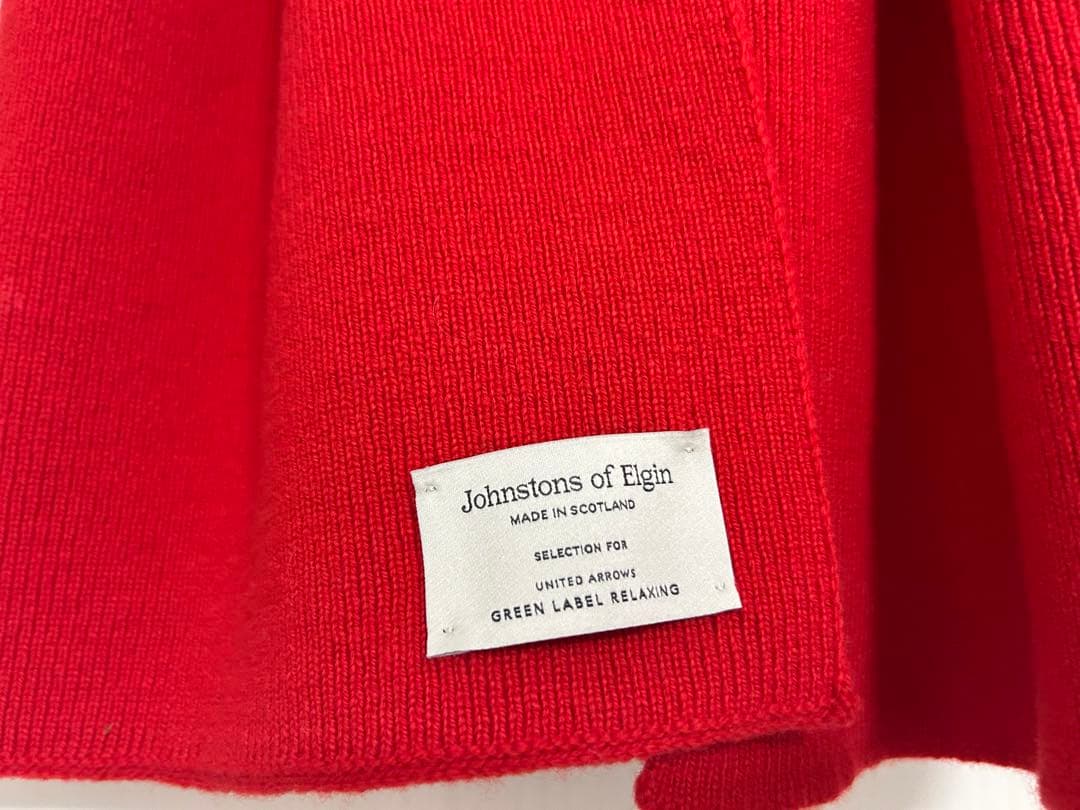 Johnstons of Elgin
MADE IN SCOTLAND
SELECTION FOR
UNITED ARROWS
GREEN LABEL RELAXING